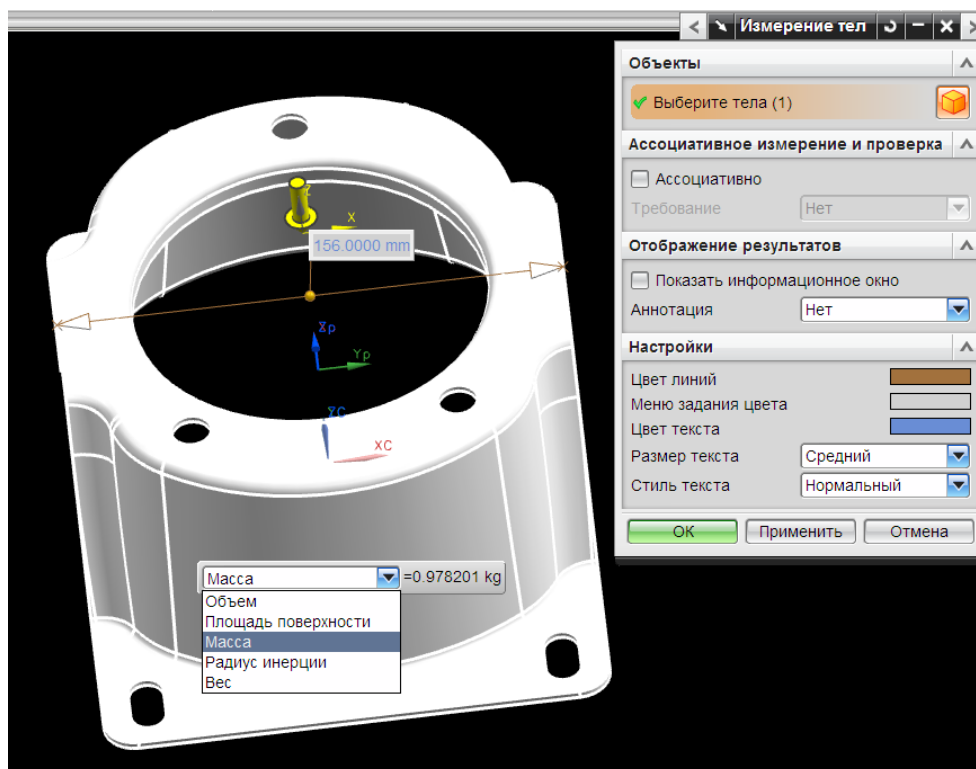 Измерение тел
Объекты
Выберите тела (1)
Ассоциативное измерение и проверка
Ассоциативно
Требование Нет
Отображение результатов
Показать информационное окно
Аннотация Нет
Настройки
Цвет линий
Меню задания цвета
Цвет текста
Размер текста Средний
Стиль текста Нормальный
ОК Применить Отмена
Z
X
156.0000 mm
Zp
Yp
ZC
XC
Масса =0.978201 kg
Объем
Площадь поверхности
Масса
Радиус инерции
Вес